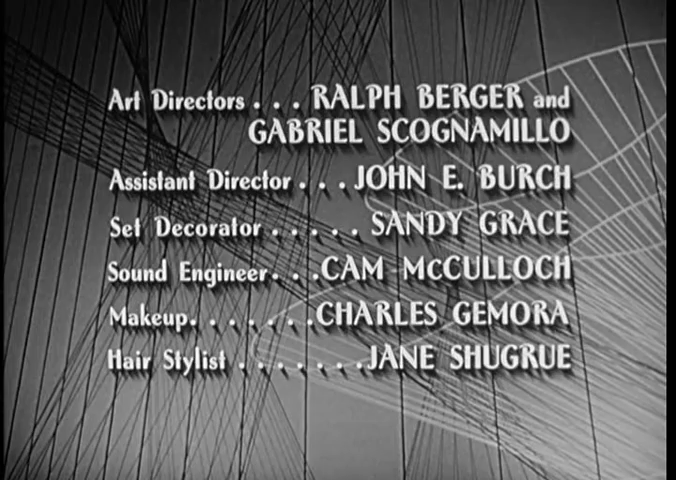 Art Directors . . . RALPH BERGER and
GABRIEL SCOGNAMILLO
Assistant Director . . . JOHN E. BURCH
Set Decorator . . . . . SANDY GRACE
Sound Engineer. . .CAM McCULLOCH
Makeup. . . . . . .CHARLES GEMORA
Hair Stylist . . . . . . .JANE SHUGRUE